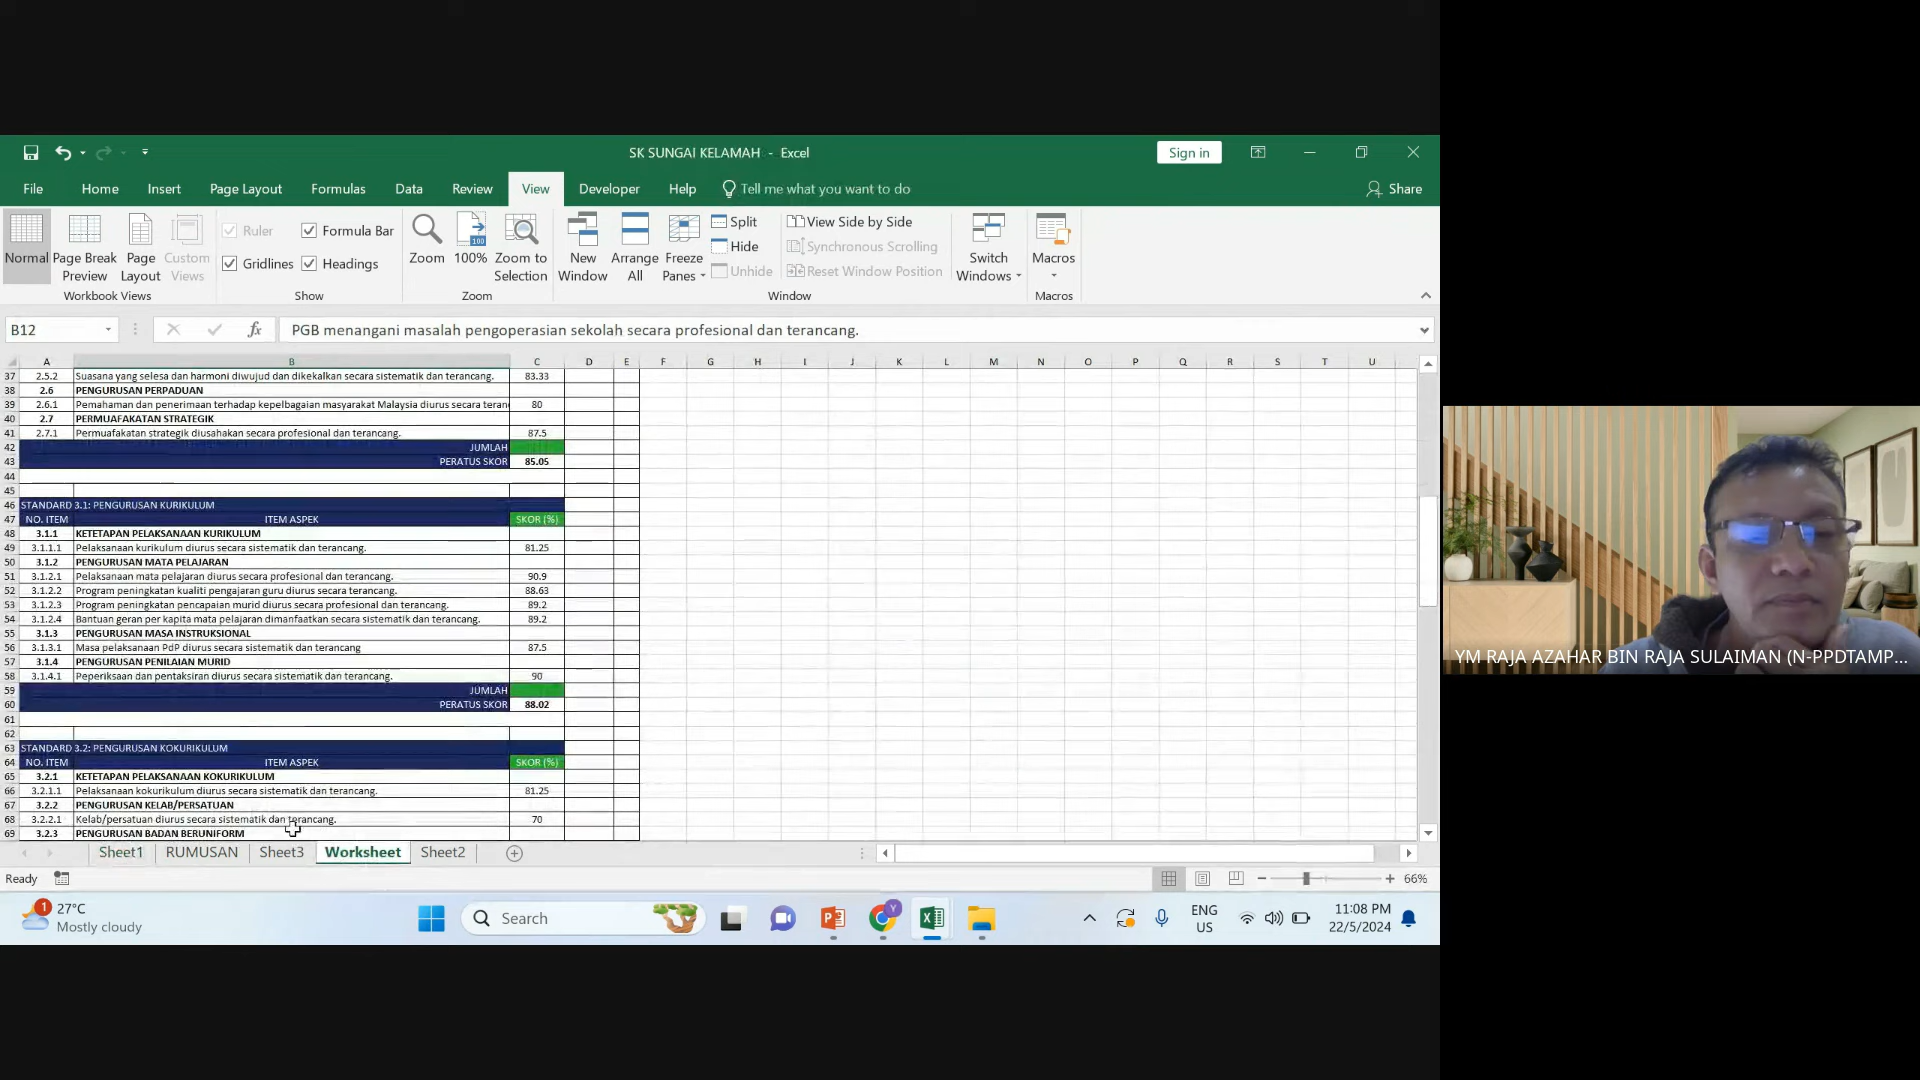 SK SUNGAI KELAMAH - Excel
Sign in
File Home Insert Page Layout Formulas Data Review View Developer Help Tell me what you want to do Share
Normal
Page Break Preview
Page Layout
Custom Views
Workbook Views
Ruler
Formula Bar
Gridlines
Headings
Show
Zoom
100%
Zoom to Selection
Zoom
New Window
Arrange All
Freeze Panes
Split
Hide
Unhide
View Side by Side
Synchronous Scrolling
Reset Window Position
Window
Switch Windows
Macros
Macros
B12 fx PGB menangani masalah pengoperasian sekolah secara profesional dan terancang.
A B C D E F G H I J K L M N O P Q R S T U
37 2.5.2 Suasana yang selesa dan harmoni diwujud dan dikekalkan secara sistematik dan terancang. 83.33
38 2.6 PENGURUSAN PERPADUAN
39 2.6.1 Pemahaman dan penerimaan terhadap kepelbagaian masyarakat Malaysia diurus secara teran 80
40 2.7 PERMUAFAKATAN STRATEGIK
41 2.7.1 Permuafakatan strategik diusahakan secara profesional dan terancang. 87.5
42 JUMLAH
43 PERATUS SKOR 85.05
44
45
46 STANDARD 3.1: PENGURUSAN KURIKULUM
47 NO. ITEM ITEM ASPEK SKOR (%)
48 3.1.1 KETETAPAN PELAKSANAAN KURIKULUM
49 3.1.1.1 Pelaksanaan kurikulum diurus secara sistematik dan terancang. 81.25
50 3.1.2 PENGURUSAN MATA PELAJARAN
51 3.1.2.1 Pelaksanaan mata pelajaran diurus secara profesional dan terancang. 90.9
52 3.1.2.2 Program peningkatan kualiti pengajaran guru diurus secara terancang. 88.63
53 3.1.2.3 Program peningkatan pencapaian murid diurus secara profesional dan terancang. 89.2
54 3.1.2.4 Bantuan geran per kapita mata pelajaran dimanfaatkan secara sistematik dan terancang. 89.2
55 3.1.3 PENGURUSAN MASA INSTRUKSIONAL
56 3.1.3.1 Masa pelaksanaan PdP diurus secara sistematik dan terancang 87.5
57 3.1.4 PENGURUSAN PENILAIAN MURID
58 3.1.4.1 Peperiksaan dan pentaksiran diurus secara sistematik dan terancang. 90
59 JUMLAH
60 PERATUS SKOR 88.02
61
62
63 STANDARD 3.2: PENGURUSAN KOKURIKULUM
64 NO. ITEM ITEM ASPEK SKOR (%)
65 3.2.1 KETETAPAN PELAKSANAAN KOKURIKULUM
66 3.2.1.1 Pelaksanaan kokurikulum diurus secara sistematik dan terancang. 81.25
67 3.2.2 PENGURUSAN KELAB/PERSATUAN
68 3.2.2.1 Kelab/persatuan diurus secara sistematik dan terancang. 70
69 3.2.3 PENGURUSAN BADAN BERUNIFORM
Sheet1 RUMUSAN Sheet3 Worksheet Sheet2
Ready
66%
1
27°C
Mostly cloudy
Search
Y
ENG
US
11:08 PM
22/5/2024
YM RAJA AZAHAR BIN RAJA SULAIMAN (N-PPDTAMP...